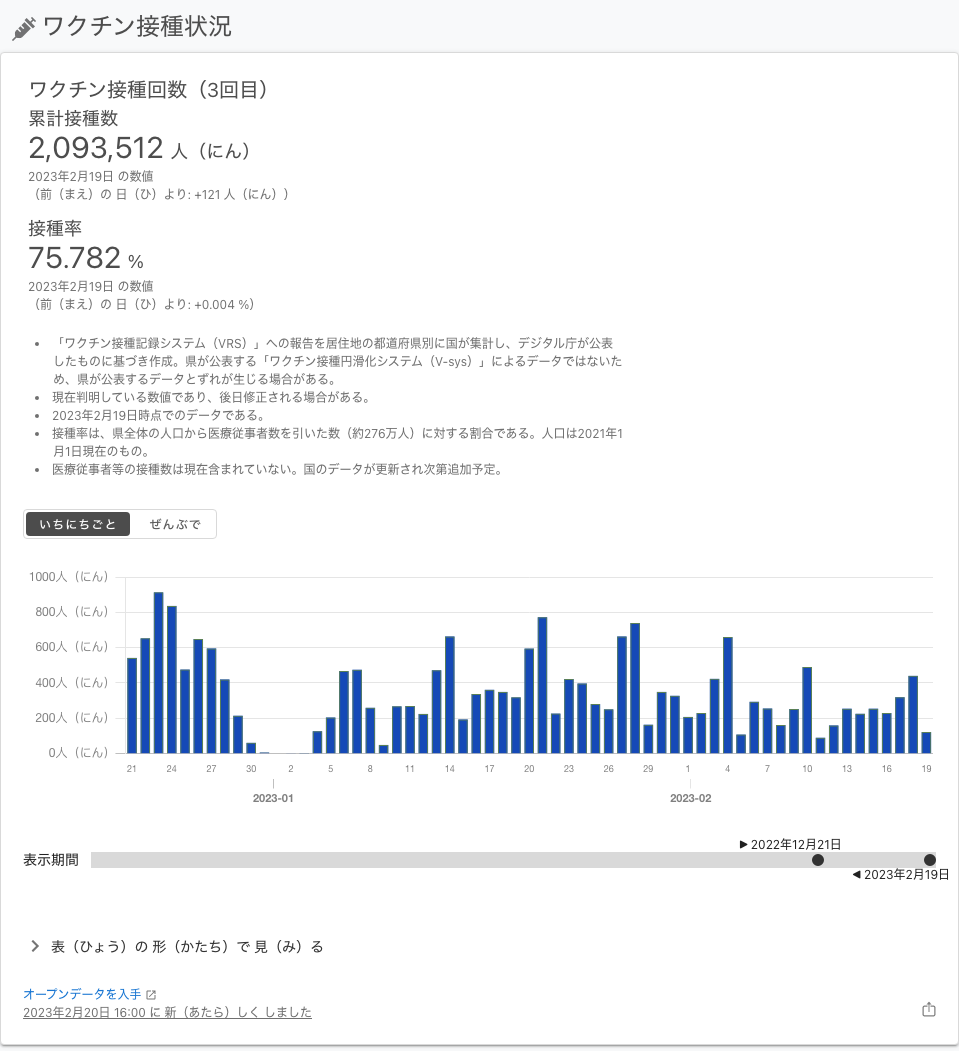 ワクチン接種状況
ワクチン接種回数（3回目）
累計接種数
2,093,512 人（にん）
2023年2月19日 の数値
（前（まえ）の 日（ひ）より: +121 人（にん））
接種率
75.782 %
2023年2月19日 の数値
（前（まえ）の 日（ひ）より: +0.004 %）
• 「ワクチン接種記録システム（VRS）」への報告を居住地の都道府県別に国が集計し、デジタル庁が公表
したものに基づき作成。県が公表する「ワクチン接種円滑化システム（V-sys）」によるデータではないた
め、県が公表するデータとずれが生じる場合がある。
• 現在判明している数値であり、後日修正される場合がある。
• 2023年2月19日時点でのデータである。
• 接種率は、県全体の人口から医療従事者数を引いた数（約276万人）に対する割合である。人口は2021年1
月1日現在のもの。
• 医療従事者等の接種数は現在含まれていない。国のデータが更新され次第追加予定。
いちにちごと ぜんぶで
1000人（にん）
800人（にん）
600人（にん）
400人（にん）
200人（にん）
0人（にん）
21 24 27 30 2 5 8 11 14 17 20 23 26 29 1 4 7 10 13 16 19
2023-01 2023-02
▶ 2022年12月21日
表示期間
◀ 2023年2月19日
表（ひょう）の 形（かたち）で 見（み）る
オープンデータを入手
2023年2月20日 16:00 に 新（あたら）しく しました